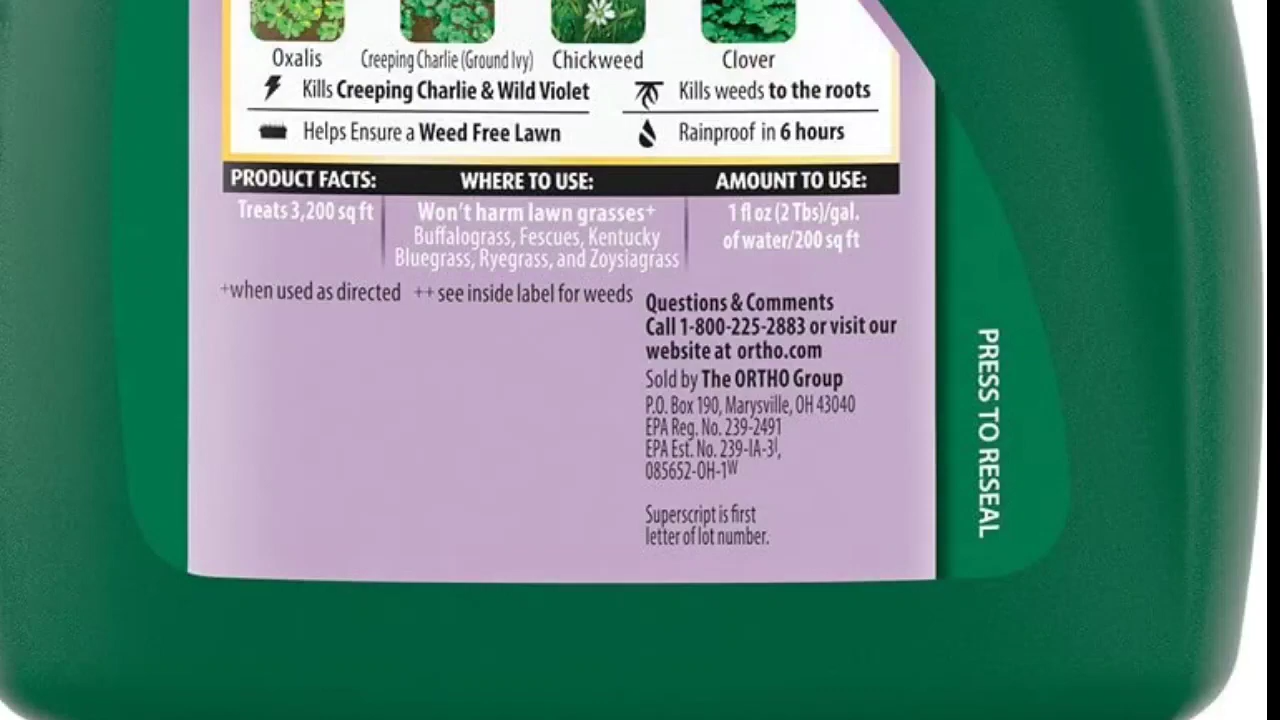 Oxalis
Creeping Charlie (Ground Ivy)
Chickweed
Clover
Kills Creeping Charlie & Wild Violet
Kills weeds to the roots
Helps Ensure a Weed Free Lawn
Rainproof in 6 hours
PRODUCT FACTS:
Treats 3,200 sq ft
WHERE TO USE:
Won't harm lawn grasses+
Buffalograss, Fescues, Kentucky
Bluegrass, Ryegrass, and Zoysiagrass
AMOUNT TO USE:
1 fl oz (2 Tbs)/gal.
of water/200 sq ft
+when used as directed ++ see inside label for weeds
Questions & Comments
Call 1-800-225-2883 or visit our
website at ortho.com
Sold by The ORTHO Group
P.O. Box 190, Marysville, OH 43040
EPA Reg. No. 239-2491
EPA Est. No. 239-IA-3I,
085652-OH-1W
Superscript is first
letter of lot number.
PRESS TO RESEAL